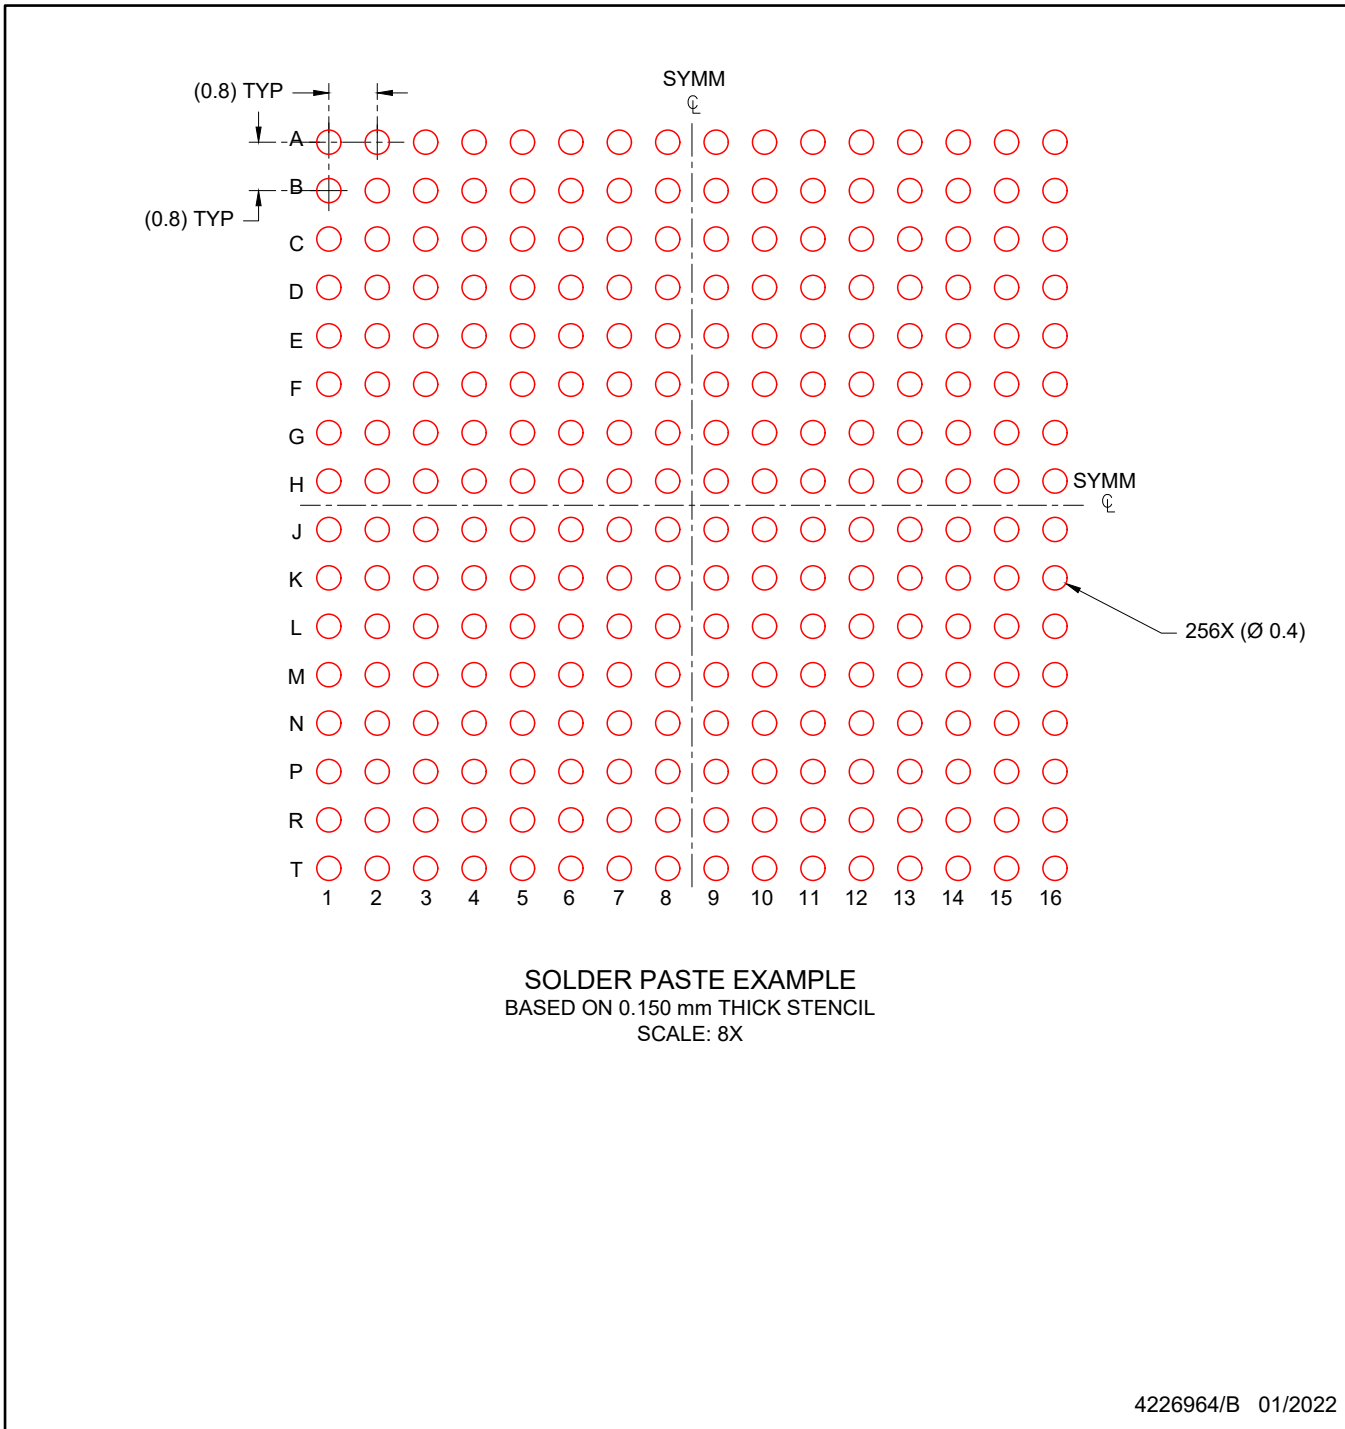 SYMM
℄
(0.8) TYP
A
B
(0.8) TYP
C
D
E
F
G
H
SYMM
℄
J
K
L
256X (Ø 0.4)
M
N
P
R
T
1 2 3 4 5 6 7 8 9 10 11 12 13 14 15 16
SOLDER PASTE EXAMPLE
BASED ON 0.150 mm THICK STENCIL
SCALE: 8X
4226964/B 01/2022